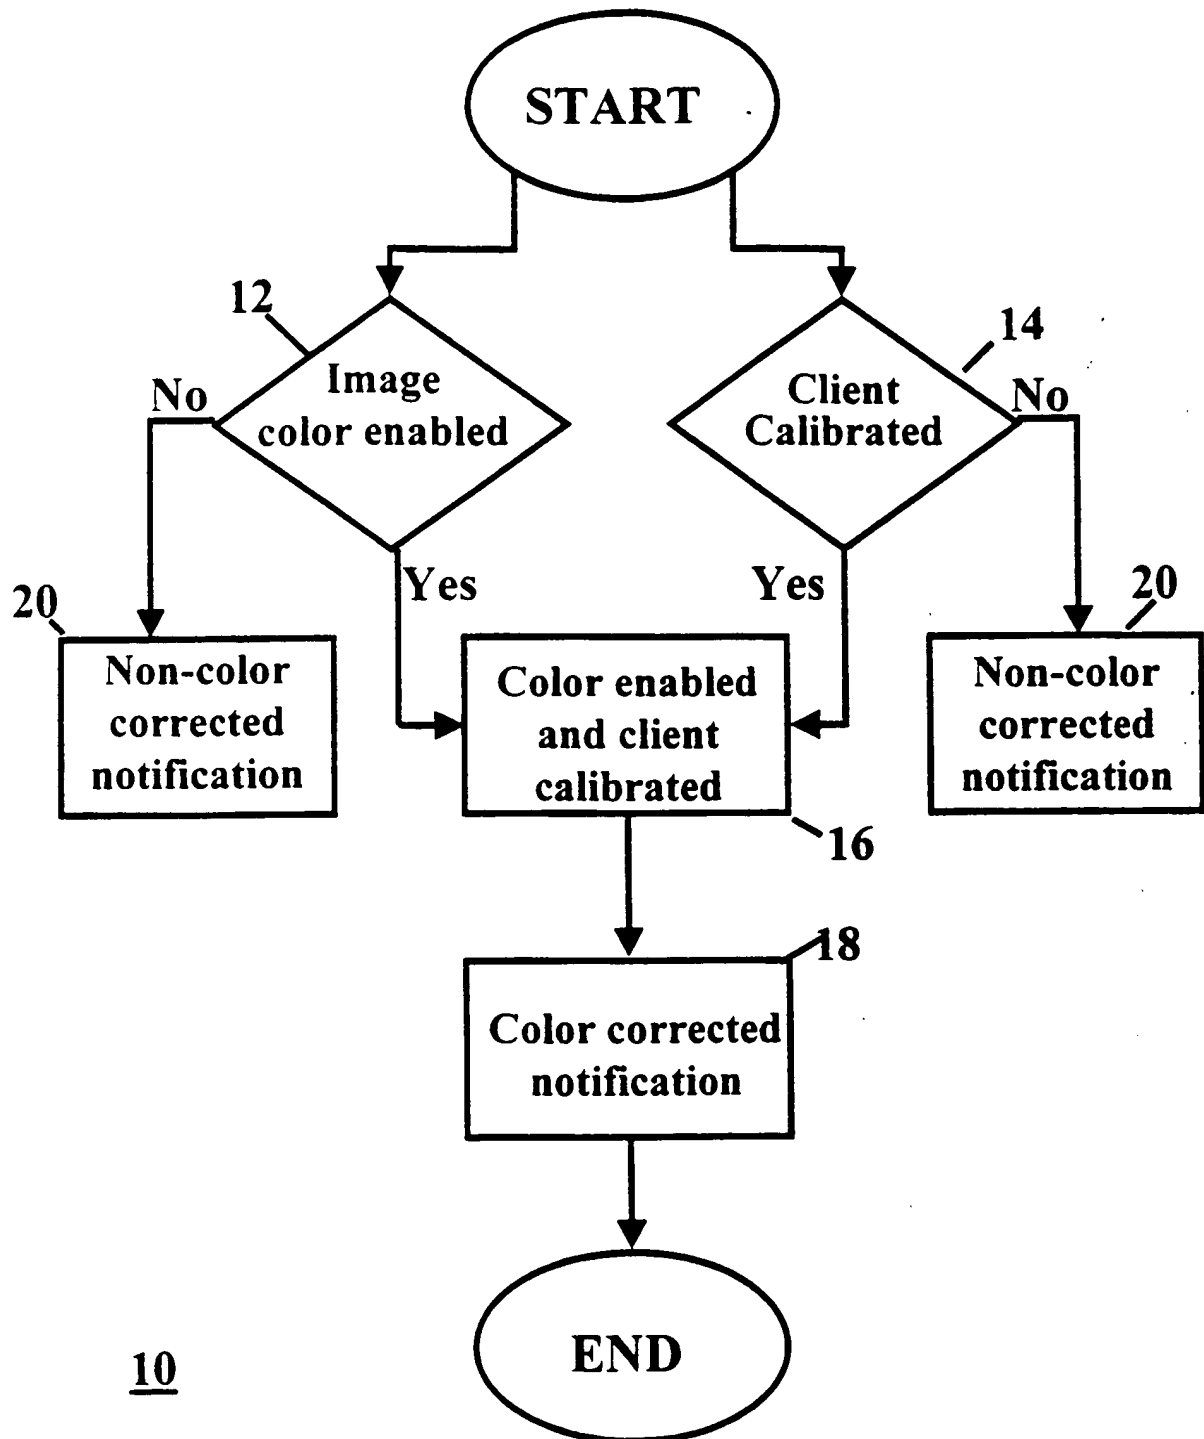 START
12
14
Image
color enabled
No
Client
Calibrated
No
Yes
Yes
20
20
Non-color
corrected
notification
Color enabled
and client
calibrated
Non-color
corrected
notification
16
18
Color corrected
notification
END
10